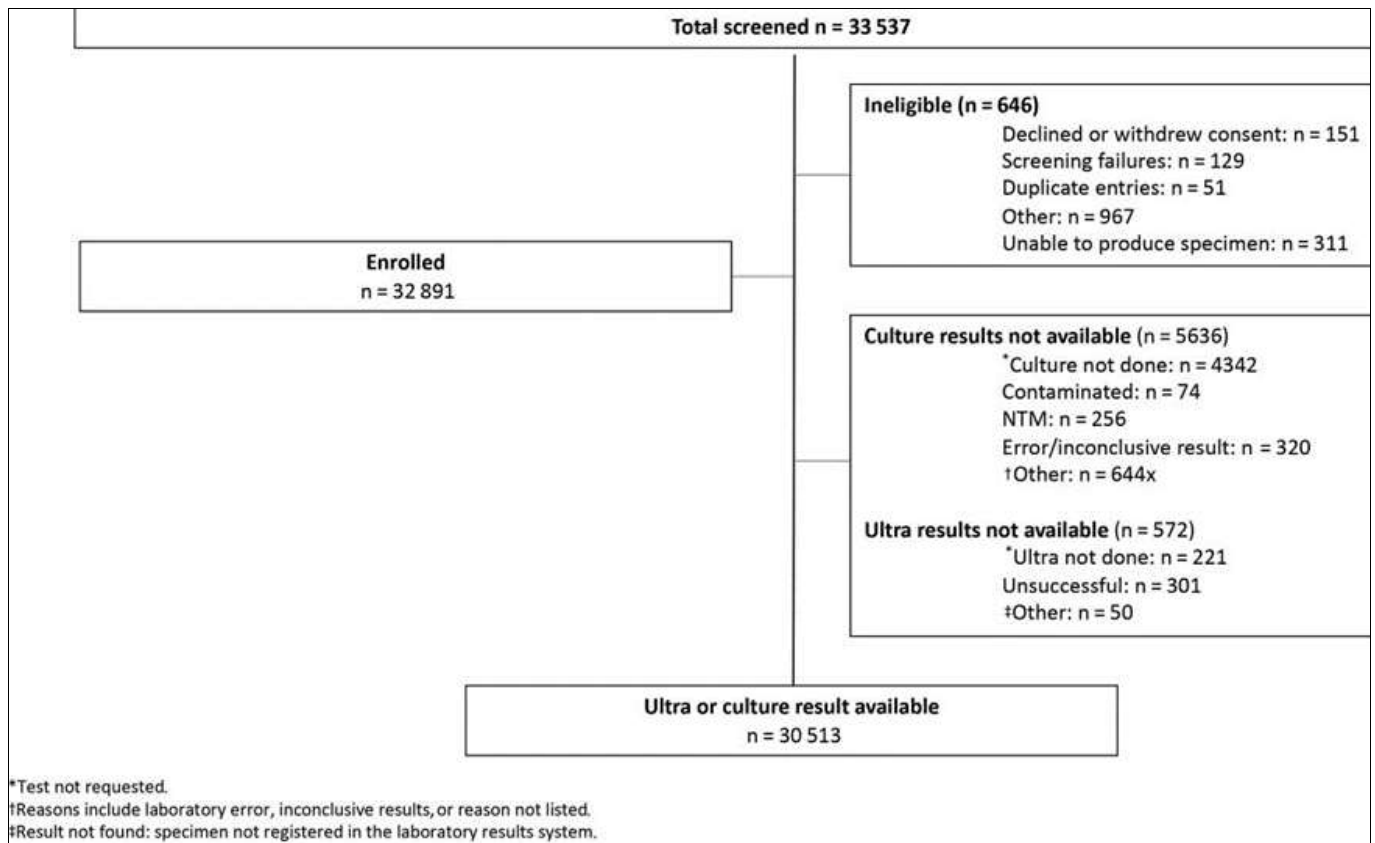 Total screened n = 33 537
Ineligible (n = 646)
Declined or withdrew consent: n = 151
Screening failures: n = 129
Duplicate entries: n = 51
Other: n = 967
Unable to produce specimen: n = 311
Enrolled
n = 32 891
Culture results not available (n = 5636)
*Culture not done: n = 4342
Contaminated: n = 74
NTM: n = 256
Error/inconclusive result: n = 320
†Other: n = 644x
Ultra results not available (n = 572)
*Ultra not done: n = 221
Unsuccessful: n = 301
‡Other: n = 50
Ultra or culture result available
n = 30 513
*Test not requested.
†Reasons include laboratory error, inconclusive results, or reason not listed.
‡Result not found: specimen not registered in the laboratory results system.